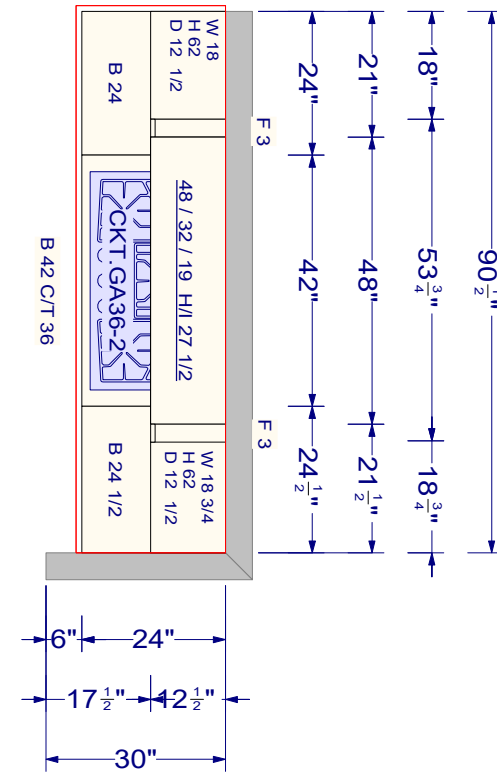 W 18
H 62
D 12 1/2
B 24
F 3
48 / 32 / 19 H/I 27 1/2
CKT.GA36-2
B 42 C/T 36
F 3
W 18 3/4
H 62
D 12 1/2
B 24 1/2
24"
42"
24 1/2"
21"
48"
21 1/2"
18"
53 3/4"
18 3/4"
90 1/2"
6"
24"
17 1/2"
12 1/2"
30"